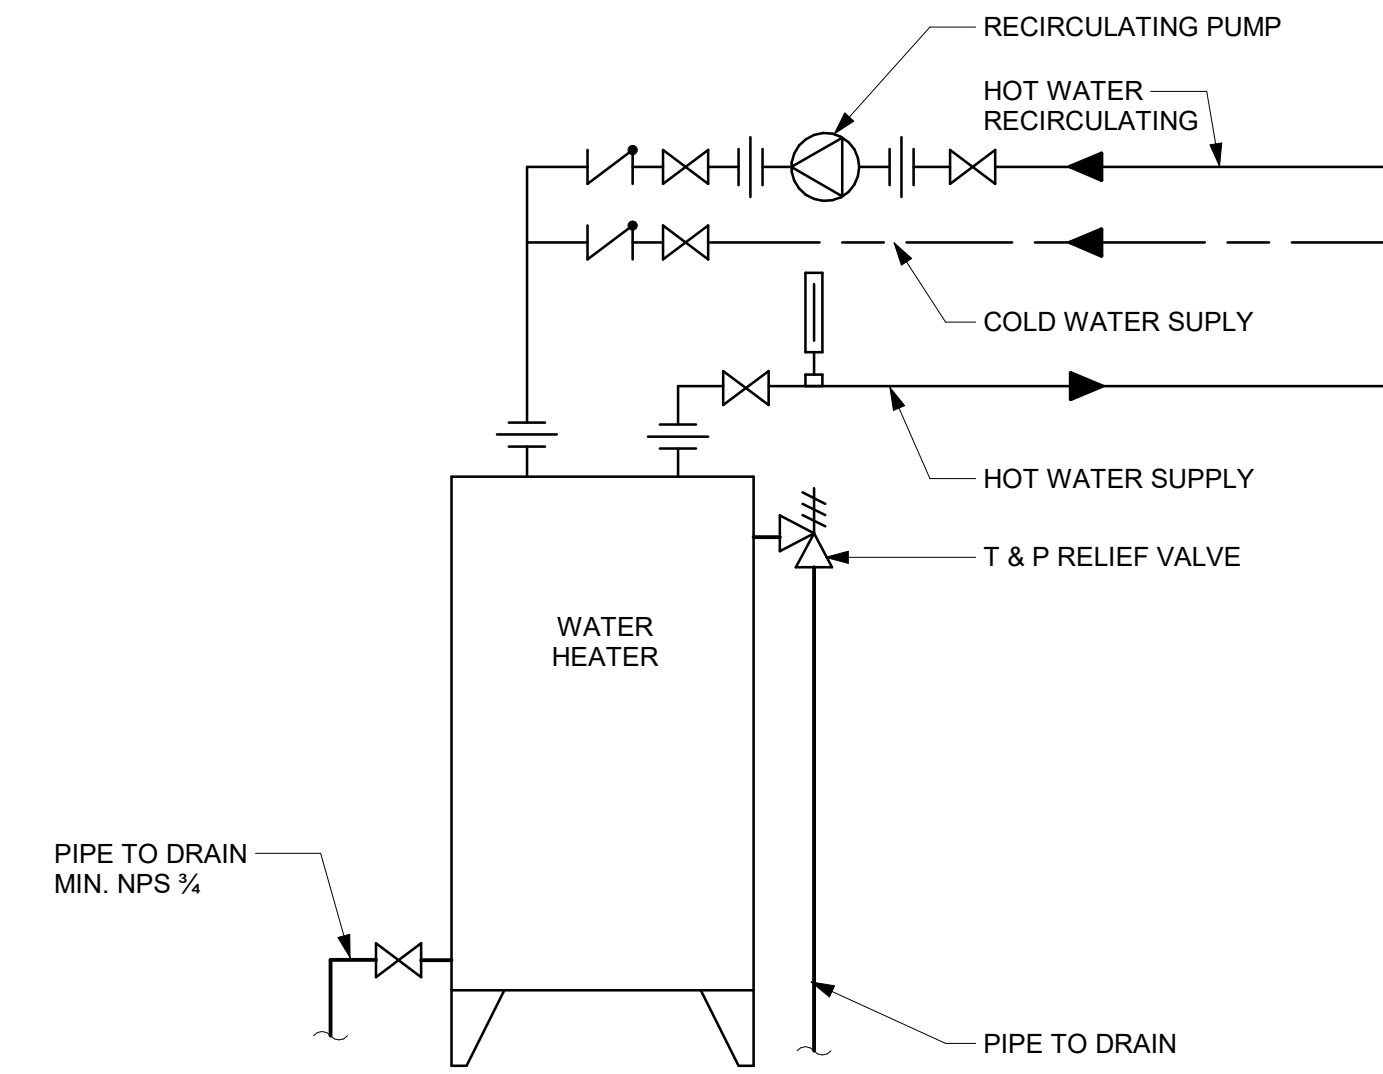 RECIRCULATING PUMP
HOT WATER
RECIRCULATING
COLD WATER SUPLY
HOT WATER SUPPLY
T & P RELIEF VALVE
WATER
HEATER
PIPE TO DRAIN
MIN. NPS ¾
PIPE TO DRAIN